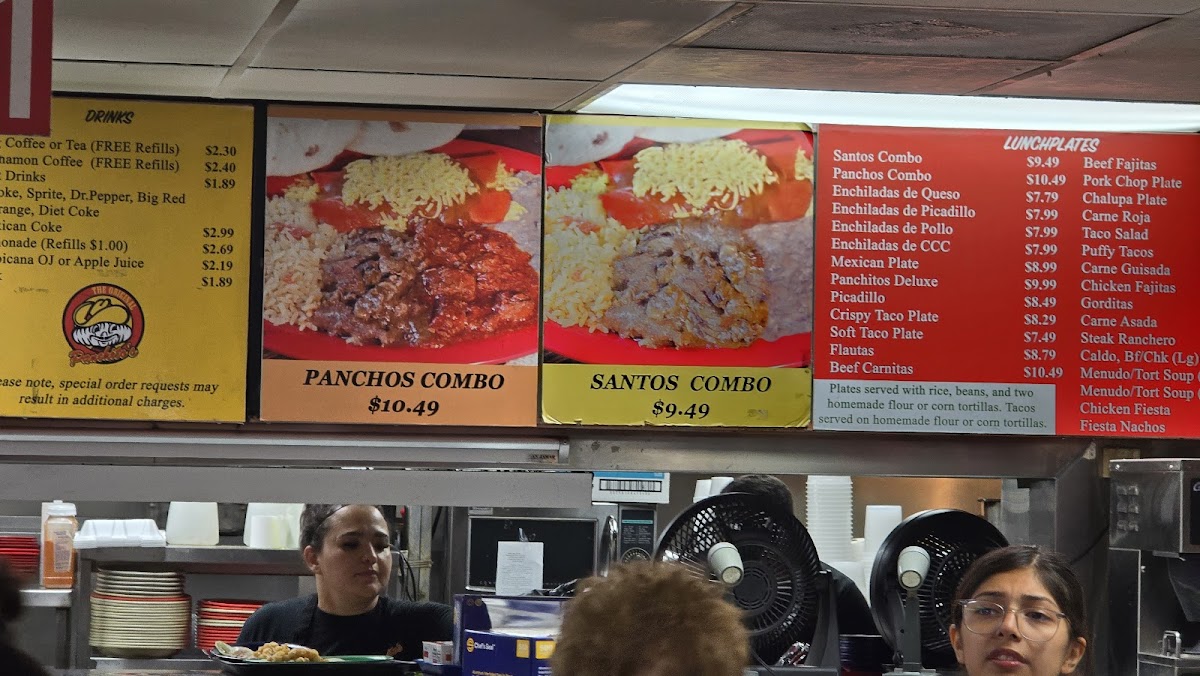 DRINKS
Coffee or Tea (FREE Refills) $2.30
Coffee (FREE Refills) $2.40
Drinks $1.89
Sprite, Dr.Pepper, Big Red
Diet Coke
Coke $2.99
(Refills $1.00) $2.69
OJ or Apple Juice $2.19
$1.89
THE ORIGINAL
note, special order requests may
result in additional charges.
PANCHOS COMBO
$10.49
SANTOS COMBO
$9.49
LUNCHPLATES
Santos Combo $9.49
Panchos Combo $10.49
Enchiladas de Queso $7.79
Enchiladas de Picadillo $7.99
Enchiladas de Pollo $7.99
Enchiladas de CCC $7.99
Mexican Plate $8.99
Panchitos Deluxe $9.99
Picadillo $8.49
Crispy Taco Plate $8.29
Soft Taco Plate $7.49
Flautas $8.79
Beef Carnitas $10.49
Plates served with rice, beans, and two
homemade flour or corn tortillas. Tacos
served on homemade flour or corn tortillas.
Beef Fajitas
Pork Chop Plate
Chalupa Plate
Carne Roja
Taco Salad
Puffy Tacos
Carne Guisada
Chicken Fajitas
Gorditas
Carne Asada
Steak Ranchero
Caldo, Bf/Chk (Lg)
Menudo/Tort Soup (
Menudo/Tort Soup (
Chicken Fiesta
Fiesta Nachos
Chef's Seal